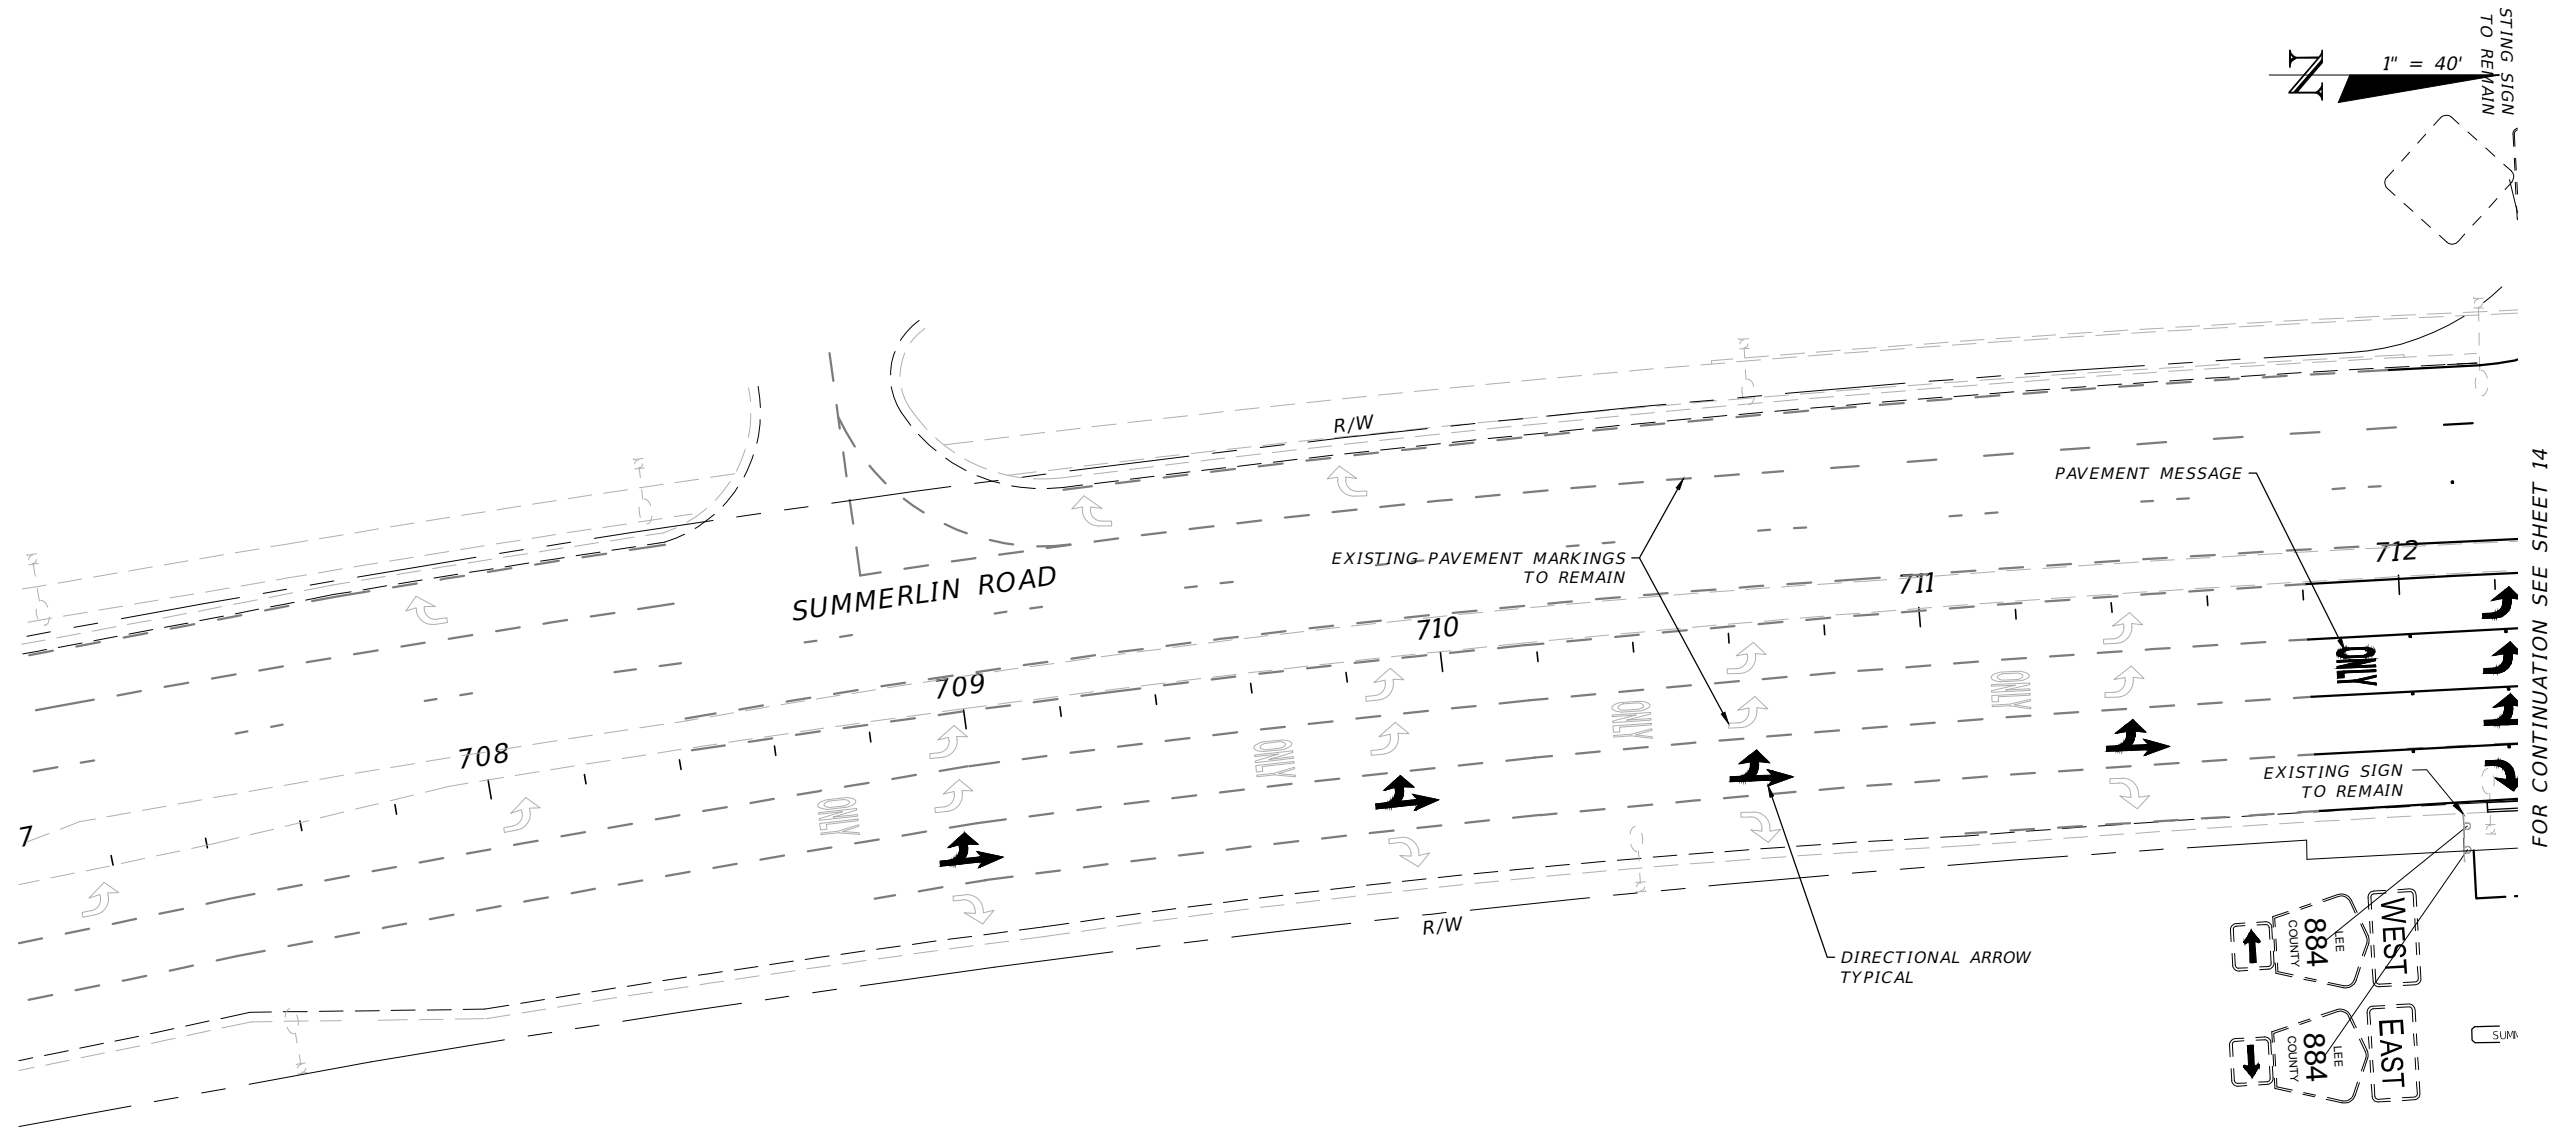 STING SIGN
TO REMAIN
N
1" = 40'
R/W
PAVEMENT MESSAGE
FOR CONTINUATION SEE SHEET 14
EXISTING PAVEMENT MARKINGS
TO REMAIN
SUMMERLIN ROAD
7
708
709
710
711
712
ONLY
ONLY
ONLY
ONLY
ONLY
EXISTING SIGN
TO REMAIN
R/W
DIRECTIONAL ARROW
TYPICAL
WEST
LEE
884
COUNTY
EAST
LEE
884
COUNTY